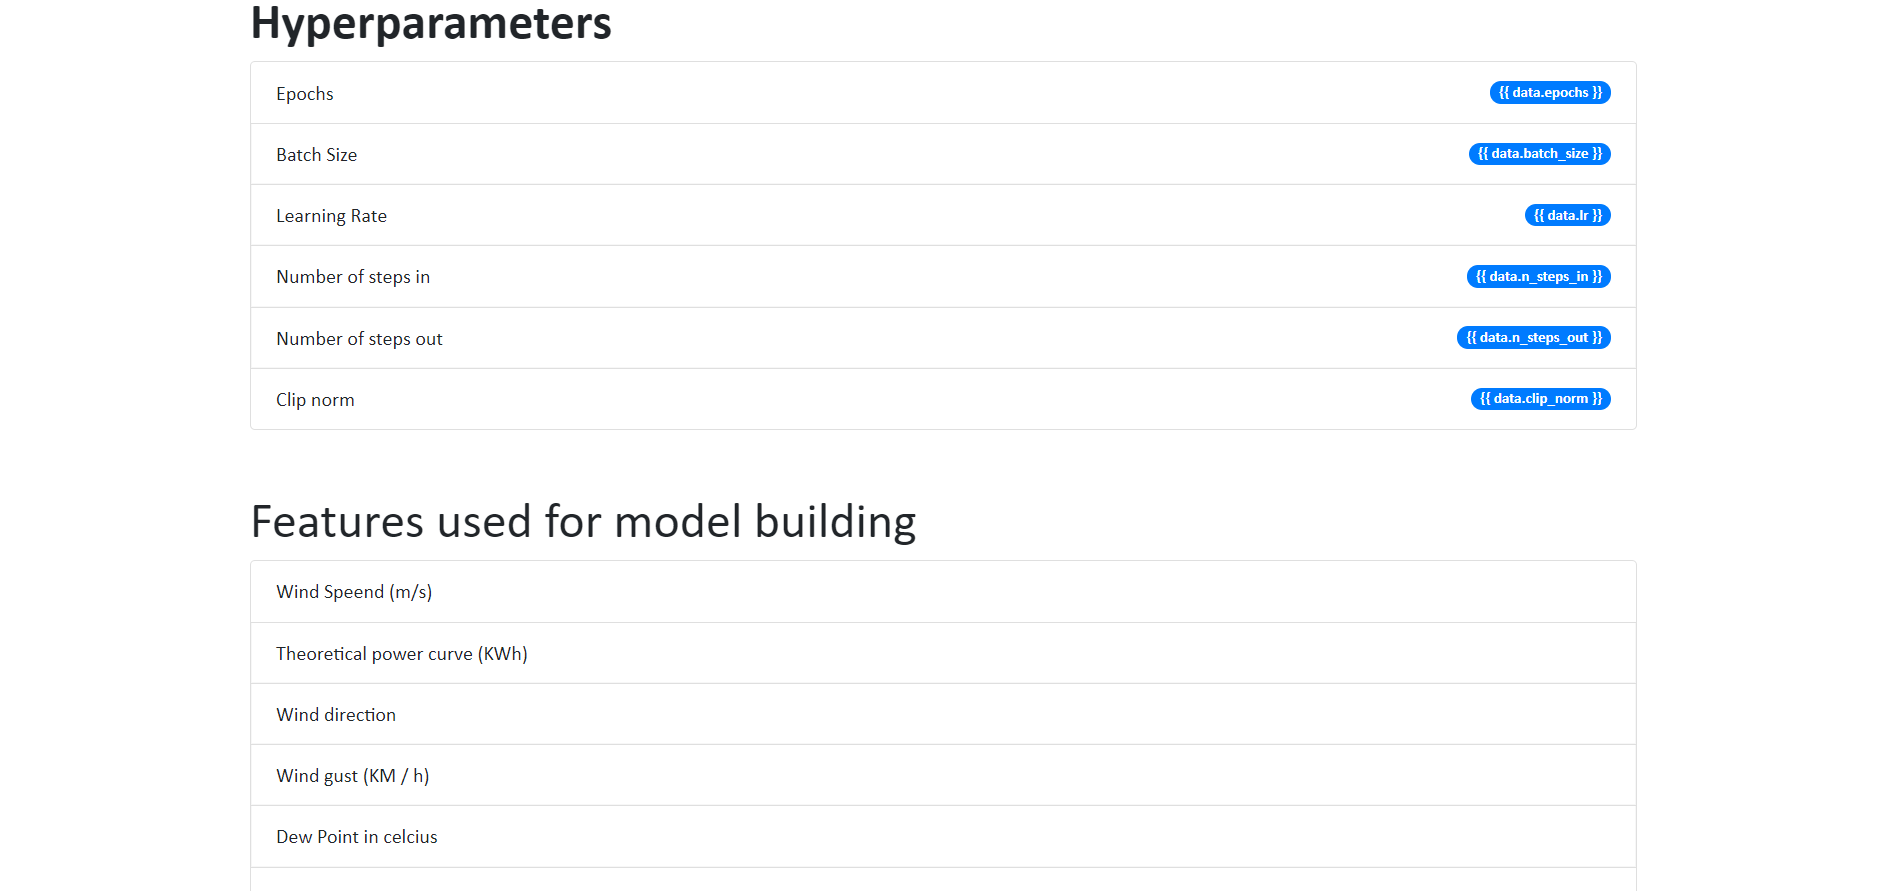 Hyperparameters
Epochs {{ data.epochs }}
Batch Size {{ data.batch_size }}
Learning Rate {{ data.lr }}
Number of steps in {{ data.n_steps_in }}
Number of steps out {{ data.n_steps_out }}
Clip norm {{ data.clip_norm }}
Features used for model building
Wind Speend (m/s)
Theoretical power curve (KWh)
Wind direction
Wind gust (KM / h)
Dew Point in celcius